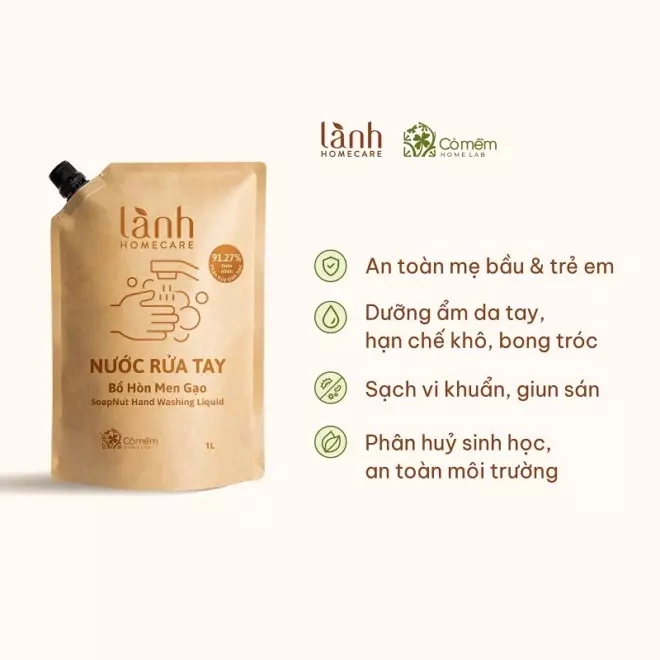 lành
HOMECARE
Cỏ mềm
HOME LAB
lành
HOMECARE
91.27%
NƯỚC RỬA TAY
Bồ Hòn Men Gạo
SoapNut Hand Washing Liquid
Cỏ mềm
1L
An toàn mẹ bầu & trẻ em
Dưỡng ẩm da tay,
hạn chế khô, bong tróc
Sạch vi khuẩn, giun sán
Phân huỷ sinh học,
an toàn môi trường